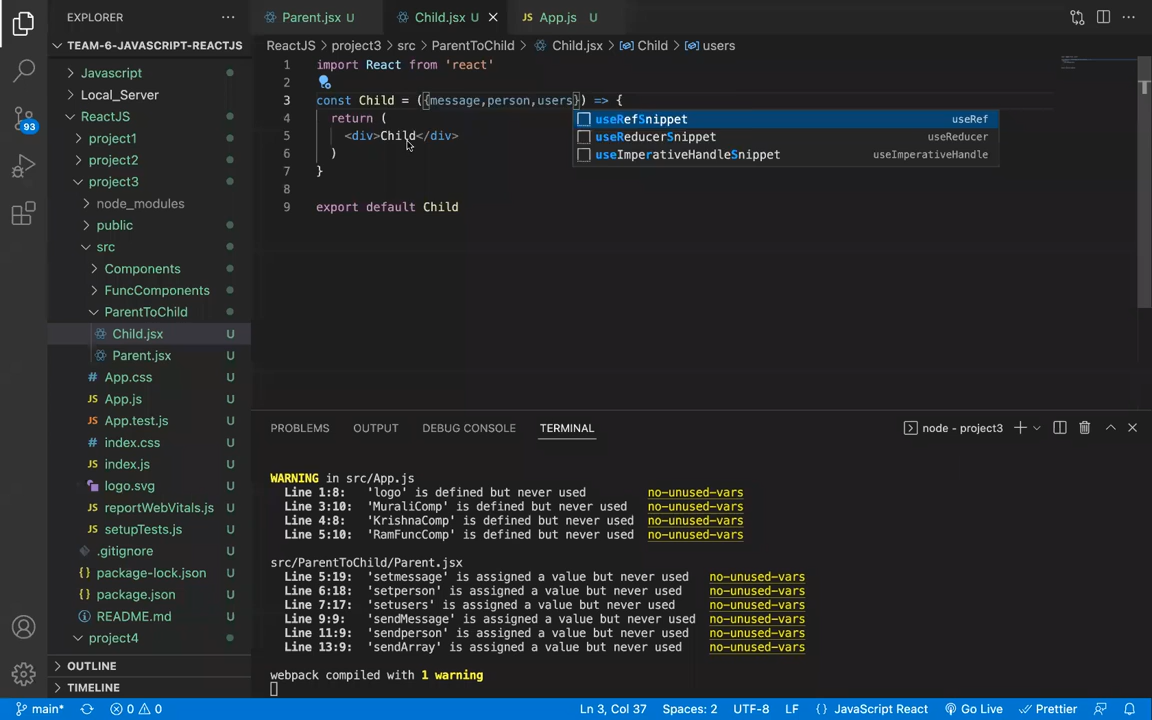 EXPLORER
TEAM-6-JAVASCRIPT-REACTJS
Javascript
Local_Server
ReactJS
project1
project2
project3
node_modules
public
src
Components
FuncComponents
ParentToChild
Child.jsx U
Parent.jsx U
# App.css U
JS App.js U
JS App.test.js U
# index.css U
JS index.js U
logo.svg U
JS reportWebVitals.js U
JS setupTests.js U
.gitignore U
{} package-lock.json U
{} package.json U
README.md U
project4
OUTLINE
TIMELINE
93
Parent.jsx U
Child.jsx U
JS App.js U
ReactJS > project3 > src > ParentToChild > Child.jsx > Child > users
1 import React from 'react'
2
3 const Child = ({message,person,users}) => {
4 return (
5 <div>Child</div>
6 )
7 }
8
9 export default Child
useRefSnippet useRef
useReducerSnippet useReducer
useImperativeHandleSnippet useImperativeHandle
PROBLEMS OUTPUT DEBUG CONSOLE TERMINAL node - project3
WARNING in src/App.js
Line 1:8: 'logo' is defined but never used no-unused-vars
Line 3:10: 'MuraliComp' is defined but never used no-unused-vars
Line 4:8: 'KrishnaComp' is defined but never used no-unused-vars
Line 5:10: 'RamFuncComp' is defined but never used no-unused-vars
src/ParentToChild/Parent.jsx
Line 5:19: 'setmessage' is assigned a value but never used no-unused-vars
Line 6:18: 'setperson' is assigned a value but never used no-unused-vars
Line 7:17: 'setusers' is assigned a value but never used no-unused-vars
Line 9:9: 'sendMessage' is assigned a value but never used no-unused-vars
Line 11:9: 'sendperson' is assigned a value but never used no-unused-vars
Line 13:9: 'sendArray' is assigned a value but never used no-unused-vars
webpack compiled with 1 warning
main* 0 0 Ln 3, Col 37 Spaces: 2 UTF-8 LF {} JavaScript React Go Live Prettier